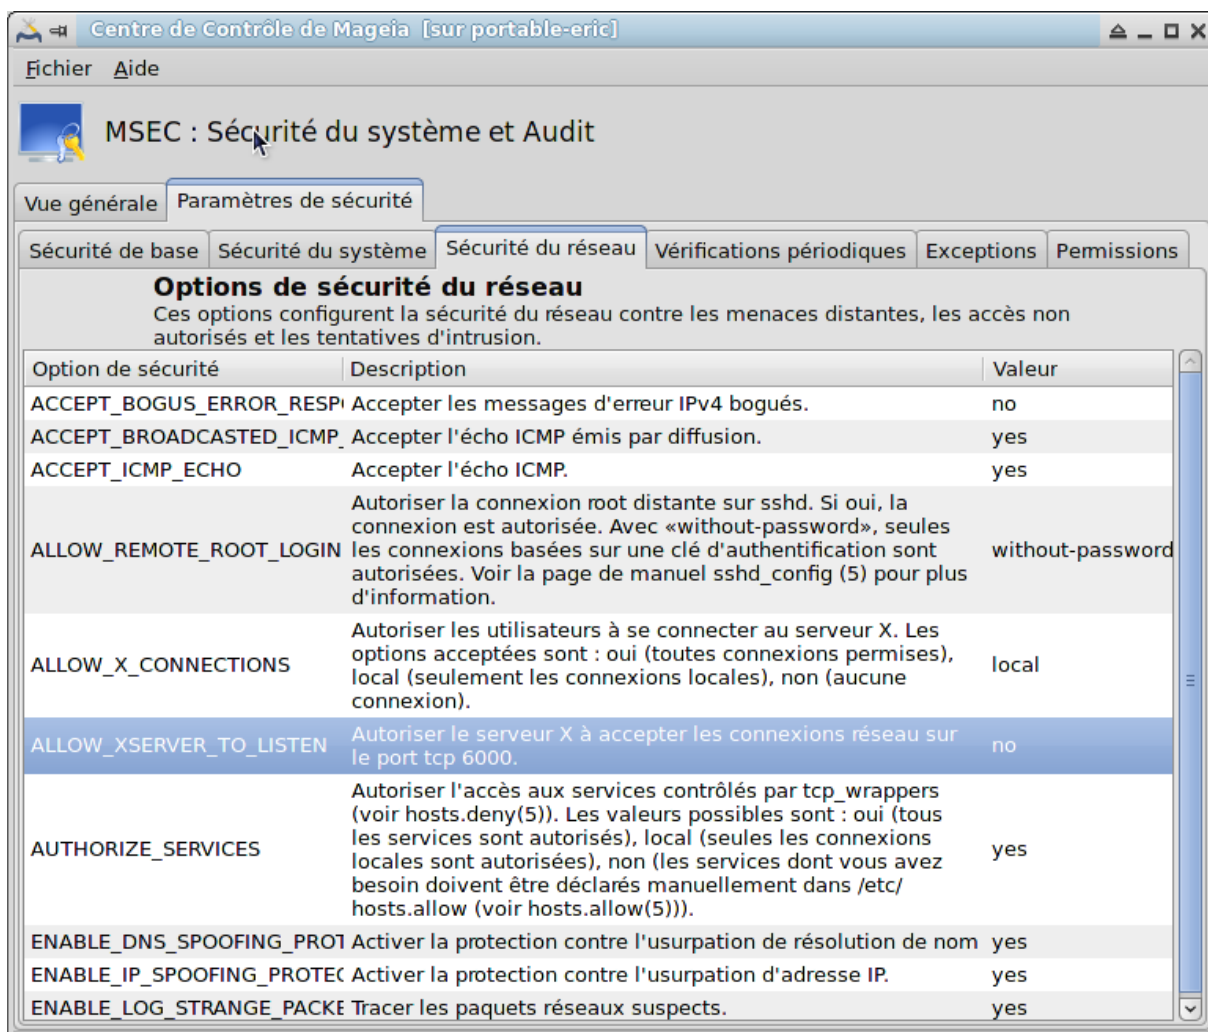 Centre de Contrôle de Mageia [sur portable-eric]
Fichier Aide
MSEC : Sécurité du système et Audit
Vue générale Paramètres de sécurité
Sécurité de base Sécurité du système Sécurité du réseau Vérifications périodiques Exceptions Permissions
Options de sécurité du réseau
Ces options configurent la sécurité du réseau contre les menaces distantes, les accès non
autorisés et les tentatives d'intrusion.
Option de sécurité Description Valeur
ACCEPT_BOGUS_ERROR_RESP Accepter les messages d'erreur IPv4 bogués. no
ACCEPT_BROADCASTED_ICMP_ Accepter l'écho ICMP émis par diffusion. yes
ACCEPT_ICMP_ECHO Accepter l'écho ICMP. yes
Autoriser la connexion root distante sur sshd. Si oui, la
connexion est autorisée. Avec «without-password», seules
ALLOW_REMOTE_ROOT_LOGIN les connexions basées sur une clé d'authentification sont without-password
autorisées. Voir la page de manuel sshd_config (5) pour plus
d'information.
Autoriser les utilisateurs à se connecter au serveur X. Les
options acceptées sont : oui (toutes connexions permises),
ALLOW_X_CONNECTIONS local (seulement les connexions locales), non (aucune local
connexion).
ALLOW_XSERVER_TO_LISTEN Autoriser le serveur X à accepter les connexions réseau sur no
le port tcp 6000.
Autoriser l'accès aux services contrôlés par tcp_wrappers
(voir hosts.deny(5)). Les valeurs possibles sont : oui (tous
les services sont autorisés), local (seules les connexions
AUTHORIZE_SERVICES locales sont autorisées), non (les services dont vous avez yes
besoin doivent être déclarés manuellement dans /etc/
hosts.allow (voir hosts.allow(5))).
ENABLE_DNS_SPOOFING_PROT Activer la protection contre l'usurpation de résolution de nom yes
ENABLE_IP_SPOOFING_PROTEC Activer la protection contre l'usurpation d'adresse IP. yes
ENABLE_LOG_STRANGE_PACKE Tracer les paquets réseaux suspects. yes